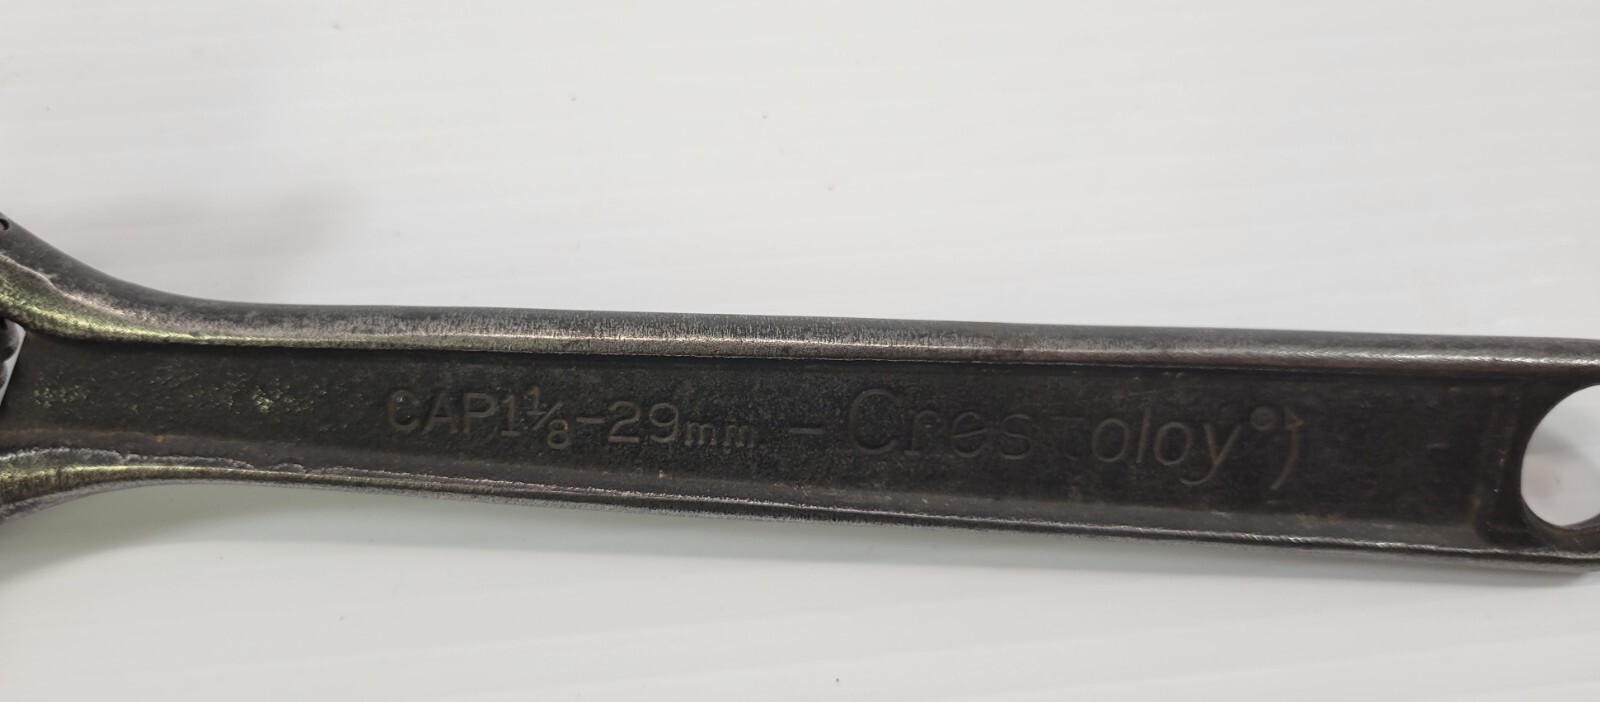 CAP1⅛-29mm - Crestoloy®